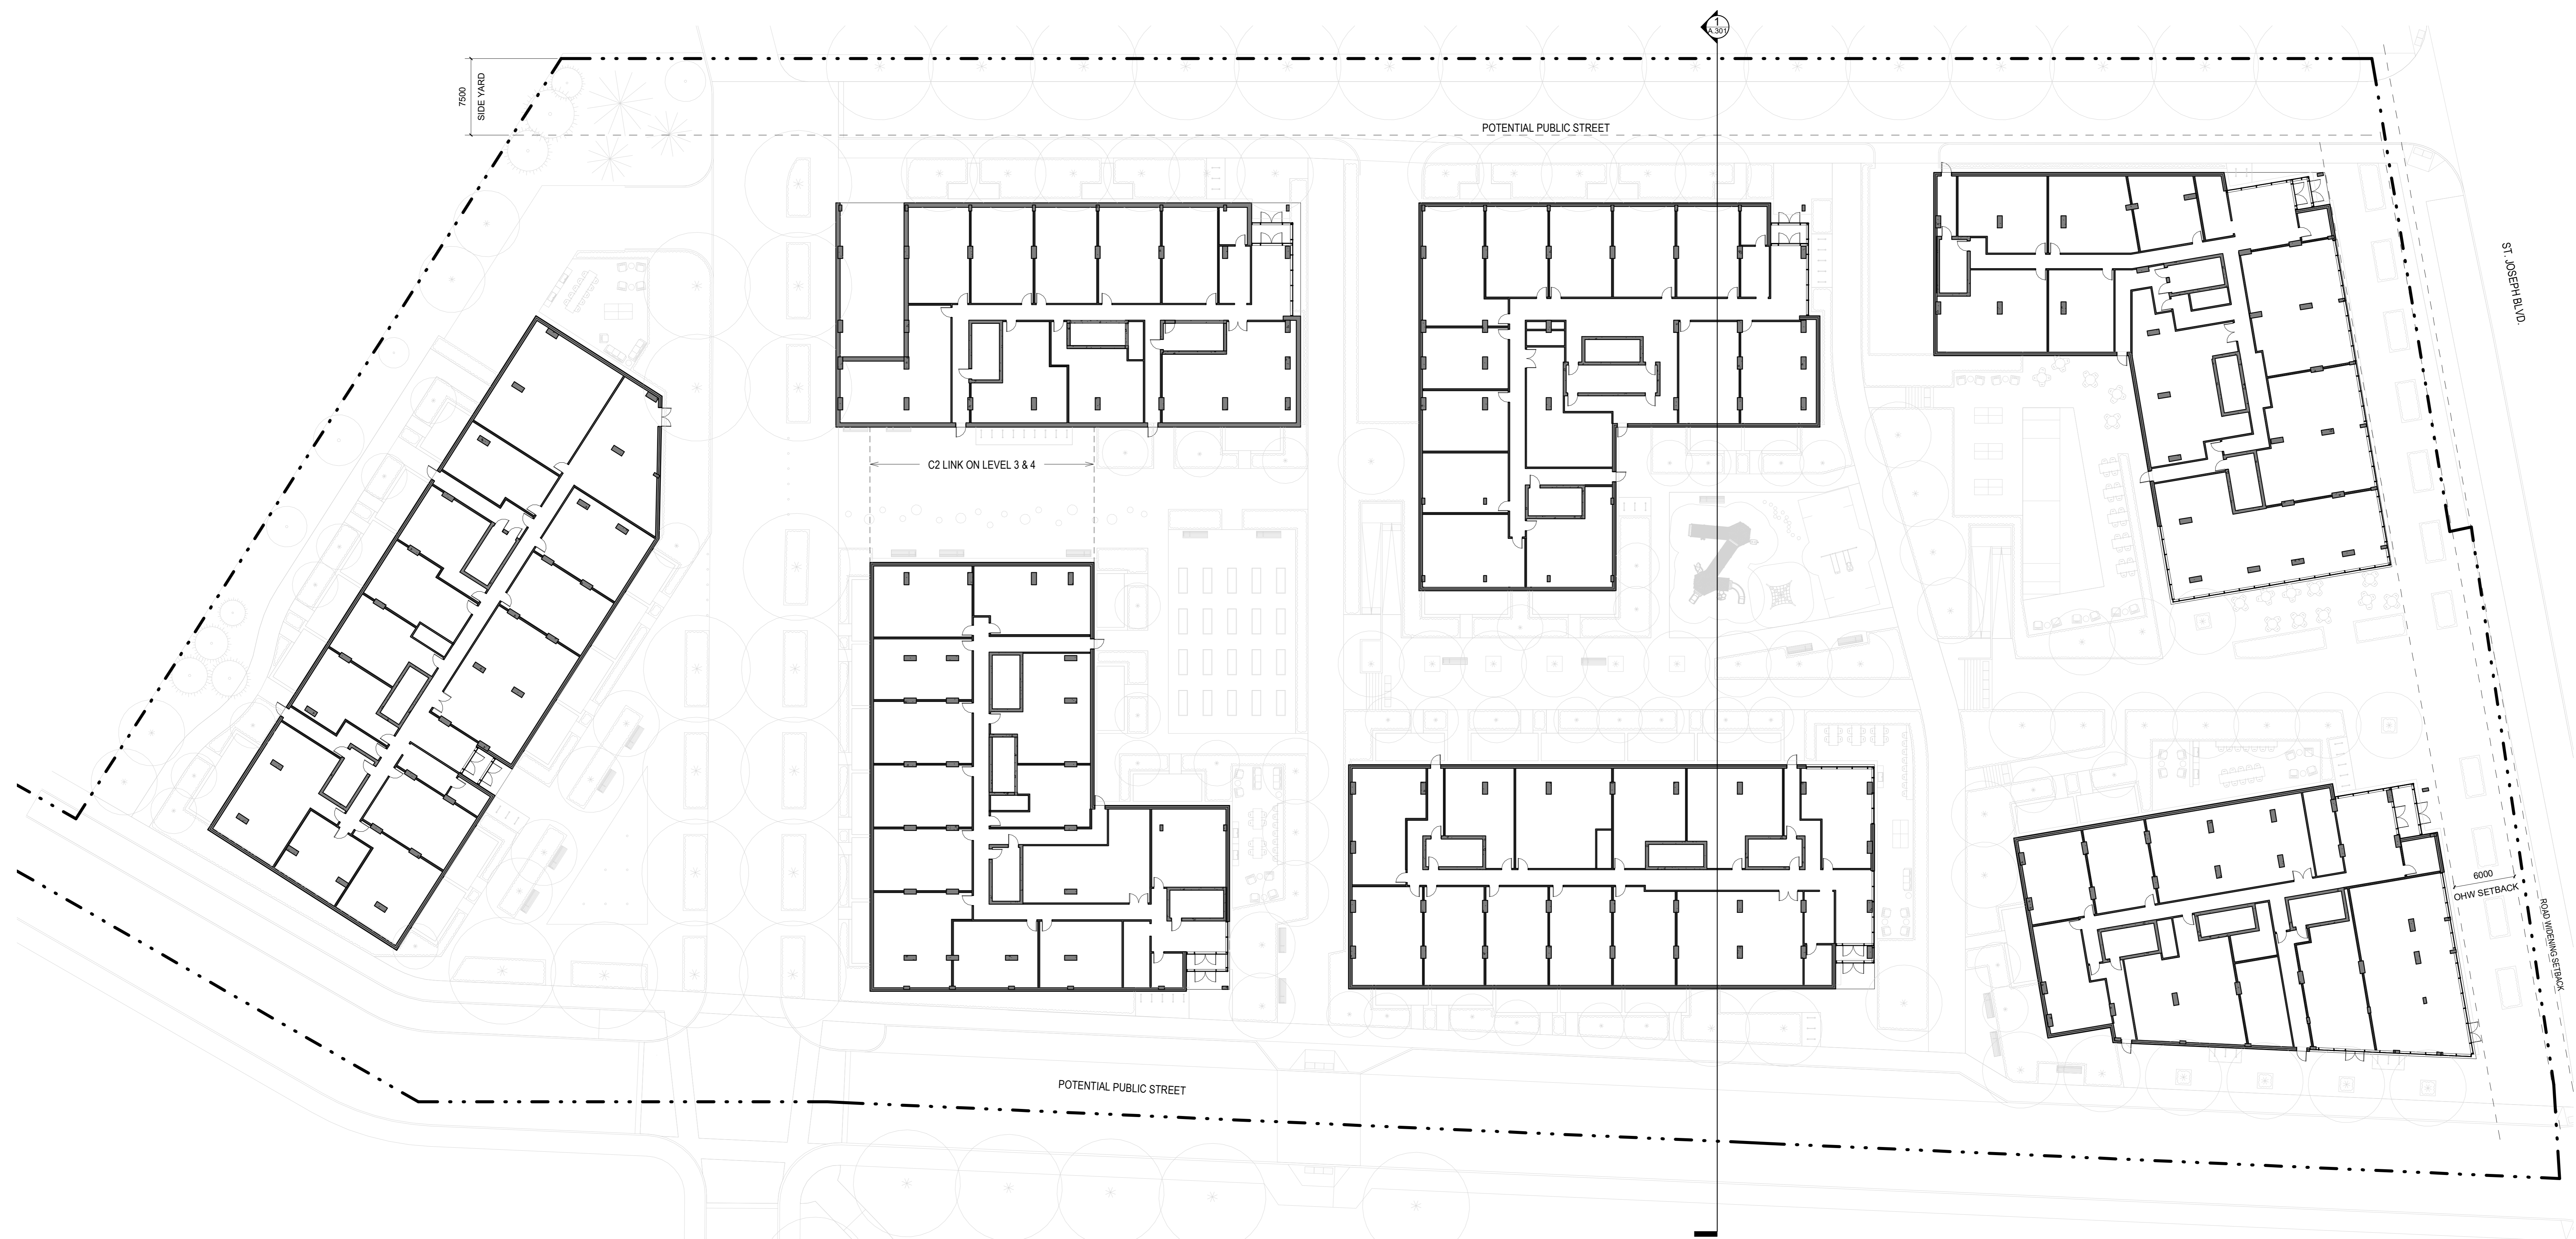 1
A.301
7500
SIDE YARD
POTENTIAL PUBLIC STREET
ST. JOSEPH BLVD.
C2 LINK ON LEVEL 3 & 4
6000
OHW SETBACK
ROAD WIDENING SETBACK
POTENTIAL PUBLIC STREET